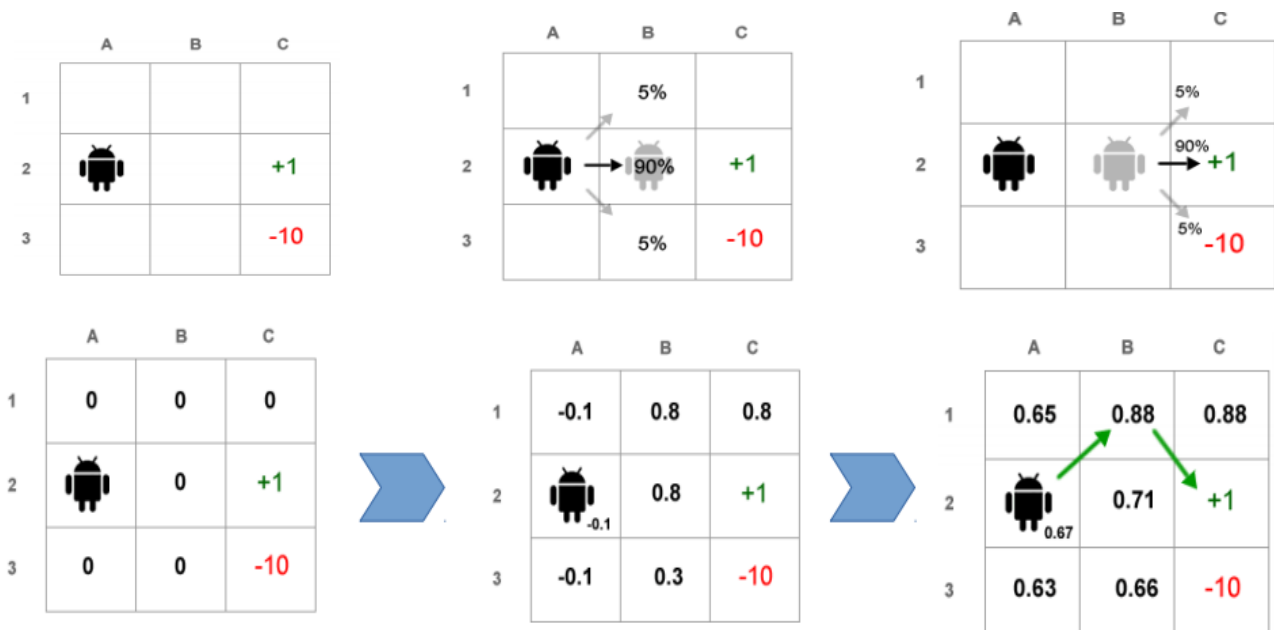 A B C
1
2 +1
3 -10
A B C
1 5%
2 90% +1
3 5% -10
A B C
1 5%
90%
2 +1
5%
3 -10
A B C
1 0 0 0
2 0 +1
3 0 0 -10
A B C
1 -0.1 0.8 0.8
2 -0.1 0.8 +1
3 -0.1 0.3 -10
A B C
1 0.65 0.88 0.88
2 0.67 0.71 +1
3 0.63 0.66 -10